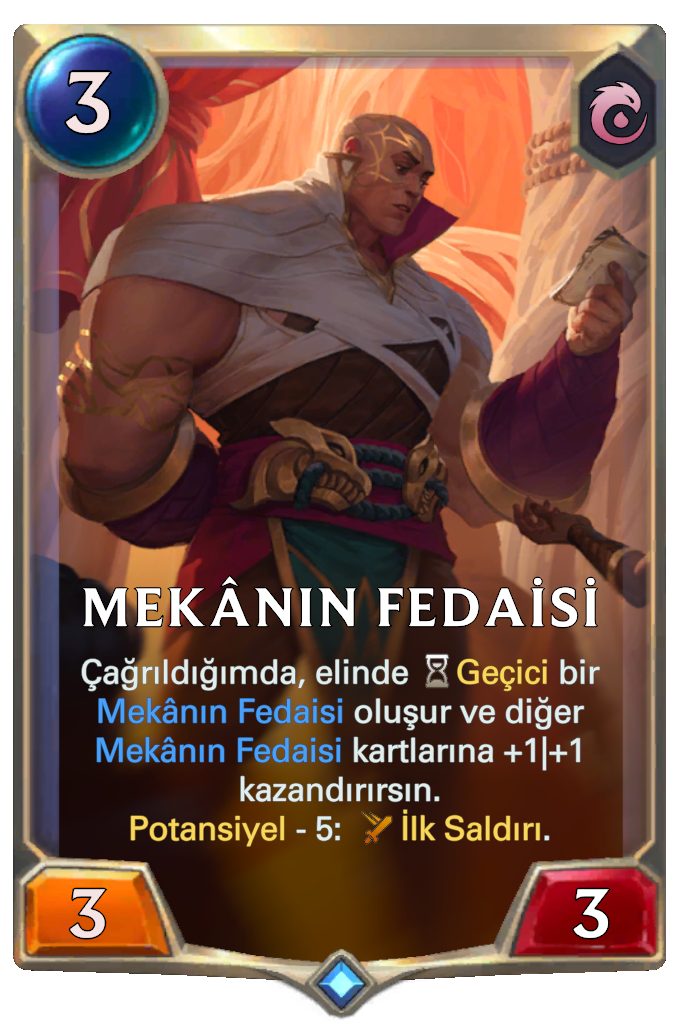 3
MEKÂNIN FEDAİSİ
Çağrıldığımda, elinde Geçici bir
Mekânın Fedaisi oluşur ve diğer
Mekânın Fedaisi kartlarına +1|+1
kazandırırsın.
Potansiyel - 5: İlk Saldırı.
3
3